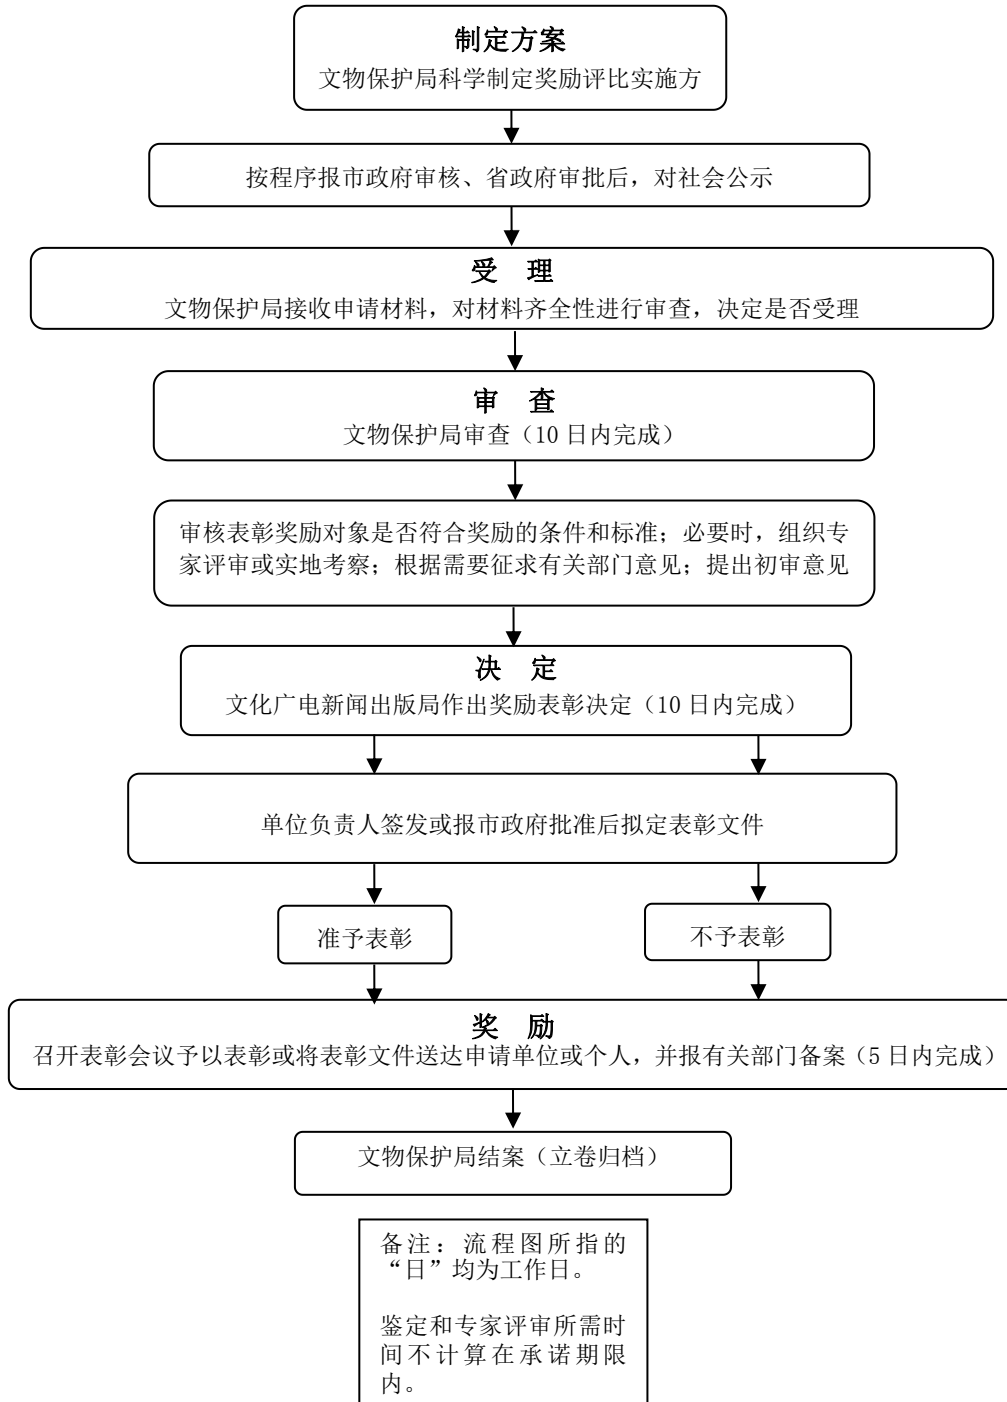 制定方案
文物保护局科学制定奖励评比实施方
按程序报市政府审核、省政府审批后，对社会公示
受 理
文物保护局接收申请材料，对材料齐全性进行审查，决定是否受理
审 查
文物保护局审查（10 日内完成）
审核表彰奖励对象是否符合奖励的条件和标准；必要时，组织专
家评审或实地考察；根据需要征求有关部门意见；提出初审意见
决 定
文化广电新闻出版局作出奖励表彰决定（10 日内完成）
单位负责人签发或报市政府批准后拟定表彰文件
准予表彰
不予表彰
奖 励
召开表彰会议予以表彰或将表彰文件送达申请单位或个人，并报有关部门备案（5 日内完成）
文物保护局结案（立卷归档）
备注：流程图所指的
“日”均为工作日。
鉴定和专家评审所需时
间不计算在承诺期限
内。